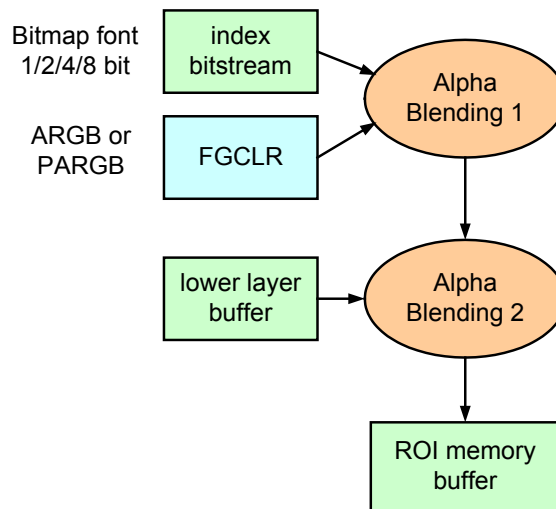 Bitmap font
1/2/4/8 bit
index
bitstream
Alpha
Blending 1
ARGB or
PARGB
FGCLR
lower layer
buffer
Alpha
Blending 2
ROI memory
buffer